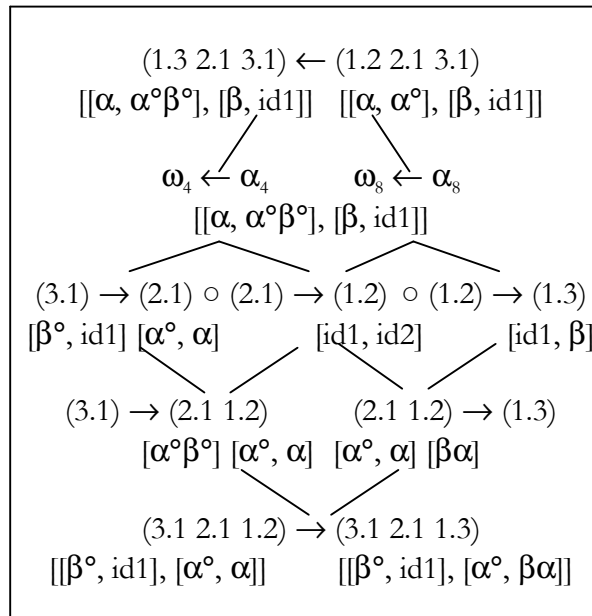 (1.3 2.1 3.1) ← (1.2 2.1 3.1)
[[α, α°β°], [β, id1]] [[α, α°], [β, id1]]
ω₄ ← α₄ ω₈ ← α₈
[[α, α°β°], [β, id1]]
(3.1) → (2.1) ○ (2.1) → (1.2) ○ (1.2) → (1.3)
[β°, id1] [α°, α] [id1, id2] [id1, β]
(3.1) → (2.1 1.2) (2.1 1.2) → (1.3)
[α°β°] [α°, α] [α°, α] [βα]
(3.1 2.1 1.2) → (3.1 2.1 1.3)
[[β°, id1], [α°, α]] [[β°, id1], [α°, βα]]